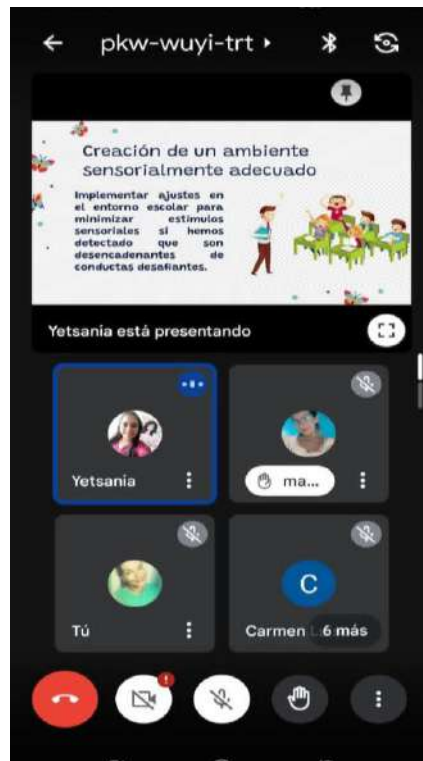 pkw-wuyi-trt
Creación de un ambiente
sensorialmente adecuado
Implementar ajustes en
el entorno escolar para
minimizar estímulos
sensoriales si hemos
detectado que son
desencadenantes de
conductas desafiantes.
Yetsania está presentando
Yetsania
ma...
Tú
C
Carmen L 6 más